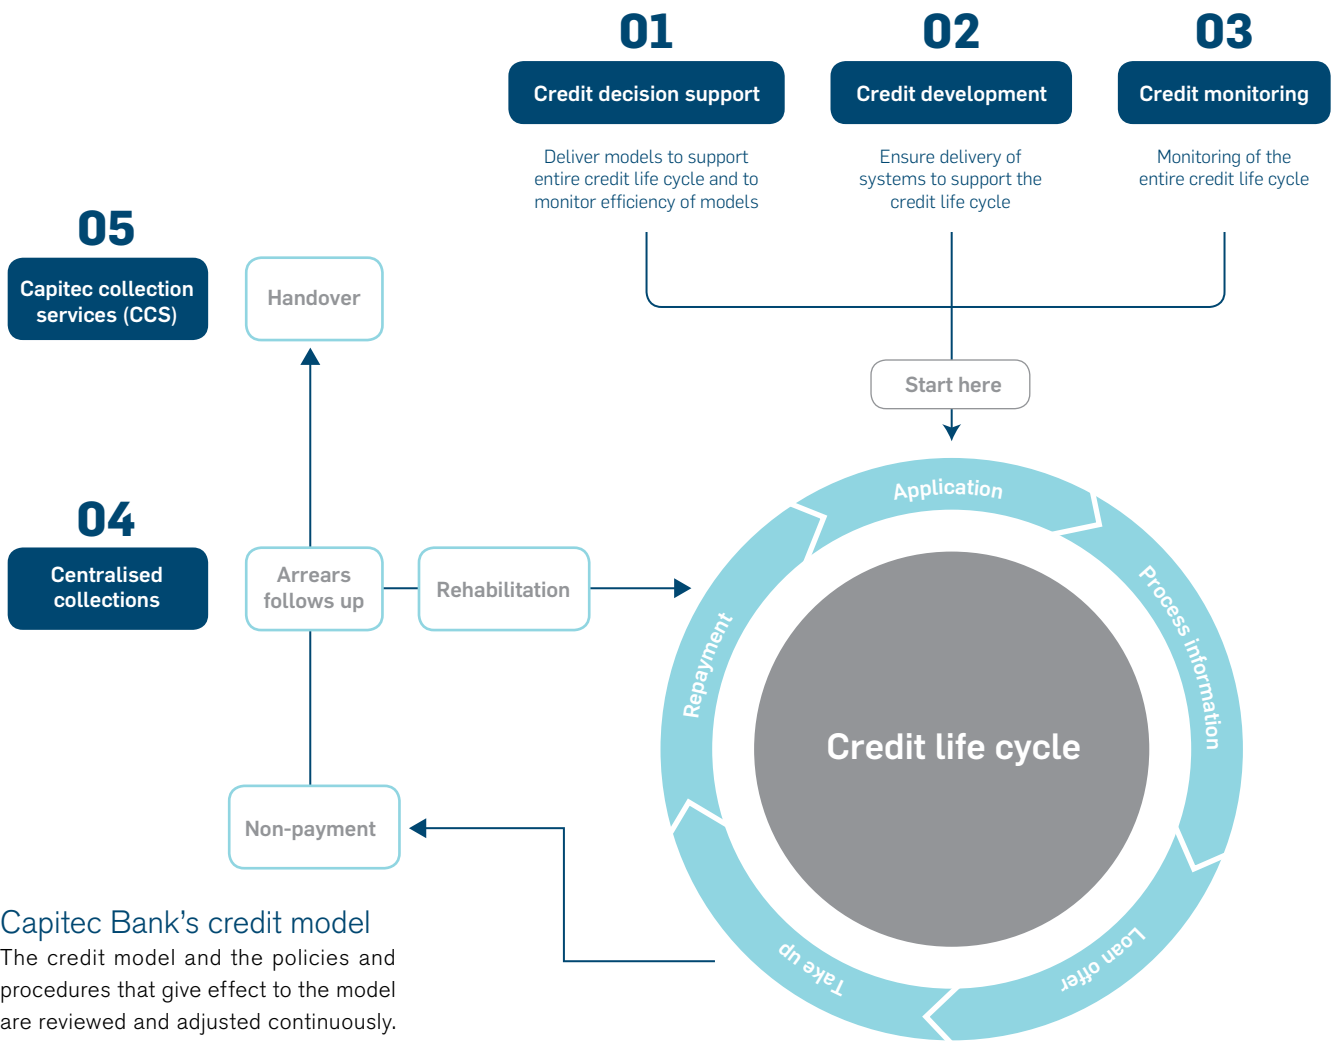 01
Credit decision support
Deliver models to support
entire credit life cycle and to
monitor efficiency of models
02
Credit development
Ensure delivery of
systems to support the
credit life cycle
03
Credit monitoring
Monitoring of the
entire credit life cycle
05
Capitec collection
services (CCS)
Handover
Start here
04
Centralised
collections
Arrears
follows up
Rehabilitation
Non-payment
Application
Process information
Loan offer
Take up
Repayment
Credit life cycle
Capitec Bank’s credit model
The credit model and the policies and
procedures that give effect to the model
are reviewed and adjusted continuously.